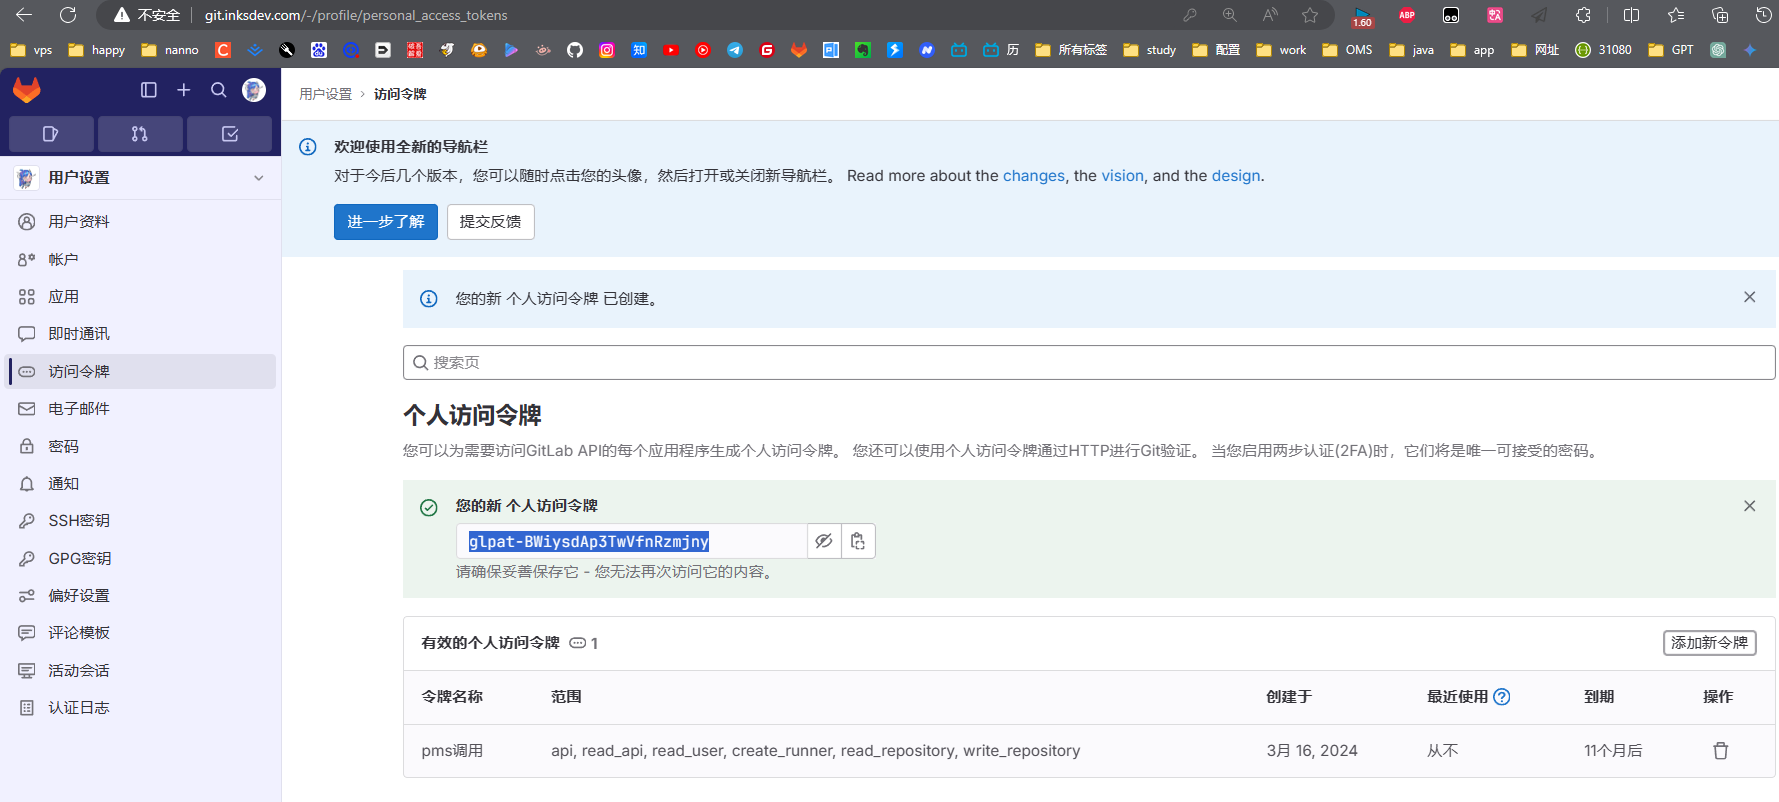 不安全 git.inksdev.com/-/profile/personal_access_tokens
1.60 ABP
vps happy nanno 知 历 所有标签 study 配置 work OMS java app 网址 31080 GPT
用户设置 › 访问令牌
欢迎使用全新的导航栏
对于今后几个版本，您可以随时点击您的头像，然后打开或关闭新导航栏。 Read more about the changes, the vision, and the design.
进一步了解 提交反馈
用户设置
用户资料
帐户
应用
即时通讯
访问令牌
电子邮件
密码
通知
SSH密钥
GPG密钥
偏好设置
评论模板
活动会话
认证日志
您的新 个人访问令牌 已创建。
搜索页
个人访问令牌
您可以为需要访问GitLab API的每个应用程序生成个人访问令牌。 您还可以使用个人访问令牌通过HTTP进行Git验证。 当您启用两步认证(2FA)时，它们将是唯一可接受的密码。
您的新 个人访问令牌
glpat-BWiysdAp3TwVfnRzmjny
请确保妥善保存它 - 您无法再次访问它的内容。
有效的个人访问令牌 1
添加新令牌
令牌名称 范围 创建于 最近使用 到期 操作
pms调用 api, read_api, read_user, create_runner, read_repository, write_repository 3月 16, 2024 从不 11个月后